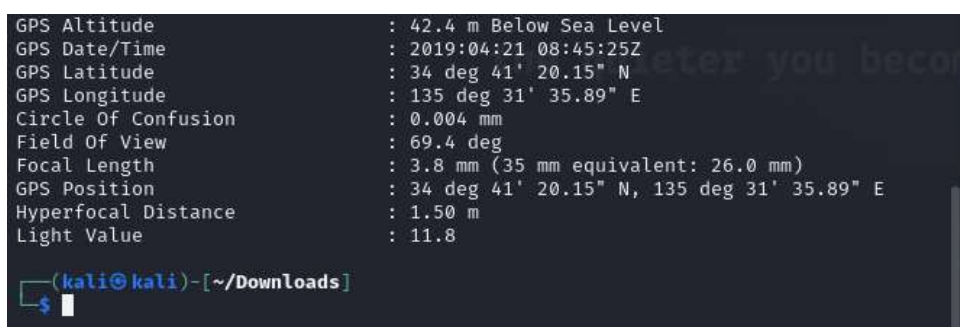 GPS Altitude : 42.4 m Below Sea Level
GPS Date/Time : 2019:04:21 08:45:25Z
GPS Latitude : 34 deg 41' 20.15" N
GPS Longitude : 135 deg 31' 35.89" E
Circle Of Confusion : 0.004 mm
Field Of View : 69.4 deg
Focal Length : 3.8 mm (35 mm equivalent: 26.0 mm)
GPS Position : 34 deg 41' 20.15" N, 135 deg 31' 35.89" E
Hyperfocal Distance : 1.50 m
Light Value : 11.8
┌──(kali㉿kali)-[~/Downloads]
└─$